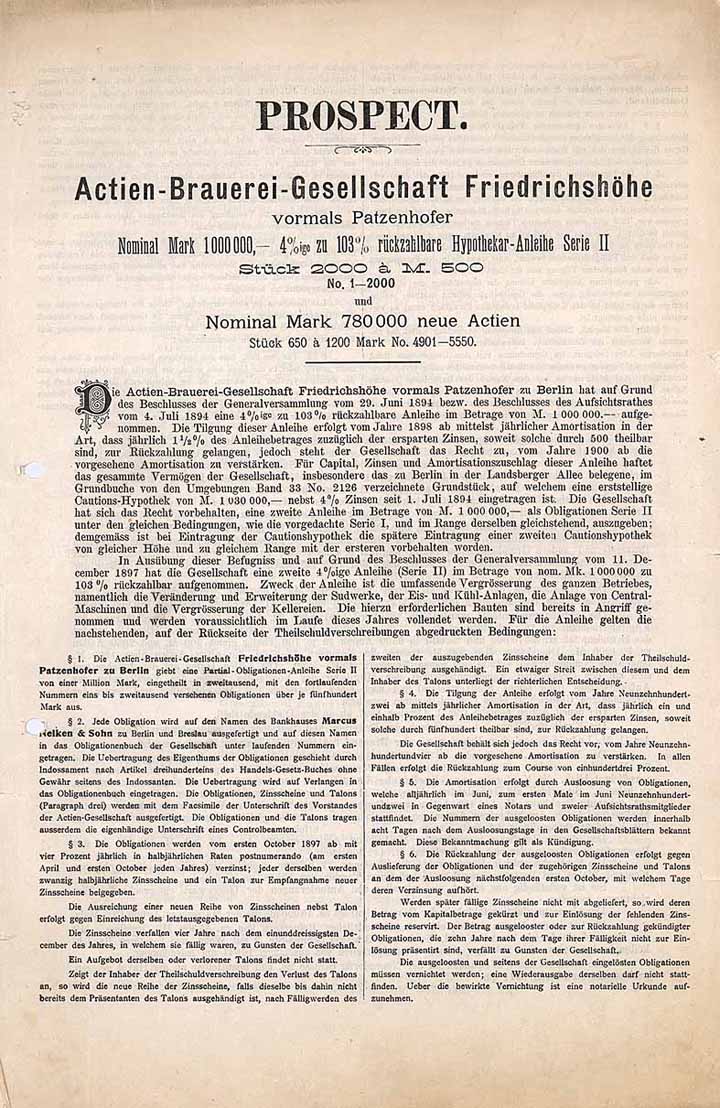 PROSPECT.
Actien-Brauerei-Gesellschaft Friedrichshöhe
vormals Patzenhofer
Nominal Mark 1000000,— 4%ige zu 103% rückzahlbare Hypothekar-Anleihe Serie II
Stück 2000 à M. 500
No. 1—2000
und
Nominal Mark 780000 neue Actien
Stück 650 à 1200 Mark No. 4901—5550.
Die Actien-Brauerei-Gesellschaft Friedrichshöhe vormals Patzenhofer zu Berlin hat auf Grund
des Beschlusses der Generalversammlung vom 29. Juni 1894 bezw. des Beschlusses des Aufsichtsrathes
vom 4. Juli 1894 eine 4%ige zu 103% rückzahlbare Anleihe im Betrage von M. 1 000 000.— aufge-
nommen. Die Tilgung dieser Anleihe erfolgt vom Jahre 1898 ab mittelst jährlicher Amortisation in der
Art, dass jährlich 1½% des Anleihebetrages zuzüglich der ersparten Zinsen, soweit solche durch 500 theilbar
sind, zur Rückzahlung gelangen, jedoch steht der Gesellschaft das Recht zu, vom Jahre 1900 ab die
vorgesehene Amortisation zu verstärken. Für Capital, Zinsen und Amortisationszuschlag dieser Anleihe haftet
das gesammte Vermögen der Gesellschaft, insbesondere das zu Berlin in der Landsberger Allee belegene, im
Grundbuche von den Umgebungen Band 33 No. 2126 verzeichnete Grundstück, auf welchem eine erststellige
Cautions-Hypothek von M. 1 030 000,— nebst 4% Zinsen seit 1. Juli 1894 eingetragen ist. Die Gesellschaft
hat sich das Recht vorbehalten, eine zweite Anleihe im Betrage von M. 1 000 000,— als Obligationen Serie II
unter den gleichen Bedingungen, wie die vorgedachte Serie I, und im Range derselben gleichstehend, auszugeben;
demgemäss ist bei Eintragung der Cautionshypothek die spätere Eintragung einer zweiten Cautionshypothek
von gleicher Höhe und zu gleichem Range mit der ersteren vorbehalten worden.
In Ausübung dieser Befugniss und auf Grund des Beschlusses der Generalversammlung vom 11. De-
cember 1897 hat die Gesellschaft eine zweite 4%ige Anleihe (Serie II) im Betrage von nom. Mk. 1 000 000 zu
103% rückzahlbar aufgenommen. Zweck der Anleihe ist die umfassende Vergrösserung des ganzen Betriebes,
namentlich die Veränderung und Erweiterung der Sudwerke, der Eis- und Kühl-Anlagen, die Anlage von Central-
Maschinen und die Vergrösserung der Kellereien. Die hierzu erforderlichen Bauten sind bereits in Angriff ge-
nommen und werden voraussichtlich im Laufe dieses Jahres vollendet werden. Für die Anleihe gelten die
nachstehenden, auf der Rückseite der Theilschuldverschreibungen abgedruckten Bedingungen:
§ 1. Die Actien-Brauerei-Gesellschaft Friedrichshöhe vormals
Patzenhofer zu Berlin giebt eine Partial-Obligationen-Anleihe Serie II
von einer Million Mark, eingetheilt in zweitausend, mit den fortlaufenden
Nummern eins bis zweitausend versehenen Obligationen über je fünfhundert
Mark aus.
§ 2. Jede Obligation wird auf den Namen des Bankhauses Marcus
Nelken & Sohn zu Berlin und Breslau ausgefertigt und auf diesen Namen
in das Obligationenbuch der Gesellschaft unter laufenden Nummern ein-
getragen. Die Uebertragung des Eigenthums der Obligationen geschieht durch
Indossament nach Artikel dreihunderteins des Handels-Gesetz-Buches ohne
Gewähr seitens des Indossanten. Die Uebertragung wird auf Verlangen in
das Obligationenbuch eingetragen. Die Obligationen, Zinsscheine und Talons
(Paragraph drei) werden mit dem Facsimile der Unterschrift des Vorstandes
der Actien-Gesellschaft ausgefertigt. Die Obligationen und die Talons tragen
ausserdem die eigenhändige Unterschrift eines Controlbeamten.
§ 3. Die Obligationen werden vom ersten October 1897 ab mit
vier Prozent jährlich in halbjährlichen Raten postnumerando (am ersten
April und ersten October jeden Jahres) verzinst; jeder derselben werden
zwanzig halbjährliche Zinsscheine und ein Talon zur Empfangnahme neuer
Zinsscheine beigegeben.
Die Ausreichung einer neuen Reihe von Zinsscheinen nebst Talon
erfolgt gegen Einreichung des letztausgegebenen Talons.
Die Zinsscheine verfallen vier Jahre nach dem einunddreissigsten De-
cember des Jahres, in welchem sie fällig waren, zu Gunsten der Gesellschaft.
Ein Aufgebot derselben oder verlorener Talons findet nicht statt.
Zeigt der Inhaber der Theilschuldverschreibung den Verlust des Talons
an, so wird die neue Reihe der Zinsscheine, falls dieselbe bis dahin nicht
bereits dem Präsentanten des Talons ausgehändigt ist, nach Fälligwerden des
zweiten der auszugebenden Zinsscheine dem Inhaber der Theilschuld-
verschreibung ausgehändigt. Ein etwaiger Streit zwischen diesem und dem
Inhaber des Talons unterliegt der richterlichen Entscheidung.
§ 4. Die Tilgung der Anleihe erfolgt vom Jahre Neunzehnhundert-
zwei ab mittels jährlicher Amortisation in der Art, dass jährlich ein und
einhalb Prozent des Anleihebetrages zuzüglich der ersparten Zinsen, soweit
solche durch fünfhundert theilbar sind, zur Rückzahlung gelangen.
Die Gesellschaft behält sich jedoch das Recht vor, vom Jahre Neunzehn-
hundertundvier ab die vorgesehene Amortisation zu verstärken. In allen
Fällen erfolgt die Rückzahlung zum Course von einhundertdrei Prozent.
§ 5. Die Amortisation erfolgt durch Ausloosung von Obligationen,
welche alljährlich im Juni, zum ersten Male im Juni Neunzehnhundert-
undzwei in Gegenwart eines Notars und zweier Aufsichtsrathsmitglieder
stattfindet. Die Nummern der ausgeloosten Obligationen werden innerhalb
acht Tagen nach dem Ausloosungstage in den Gesellschaftsblättern bekannt
gemacht. Diese Bekanntmachung gilt als Kündigung.
§ 6. Die Rückzahlung der ausgeloosten Obligationen erfolgt gegen
Auslieferung der Obligationen und der zugehörigen Zinsscheine und Talons
an dem der Ausloosung nächstfolgenden ersten October, mit welchem Tage
deren Verzinsung aufhört.
Werden später fällige Zinsscheine nicht mit abgeliefert, so wird deren
Betrag vom Kapitalbetrage gekürzt und zur Einlösung der fehlenden Zins-
scheine reservirt. Der Betrag ausgelooster oder zur Rückzahlung gekündigter
Obligationen, die zehn Jahre nach dem Tage ihrer Fälligkeit nicht zur Ein-
lösung präsentirt sind, verfällt zu Gunsten der Gesellschaft.
Die ausgeloosten und seitens der Gesellschaft eingelösten Obligationen
müssen vernichtet werden; eine Wiederausgabe derselben darf nicht statt-
finden. Ueber die bewirkte Vernichtung ist eine notarielle Urkunde auf-
zunehmen.